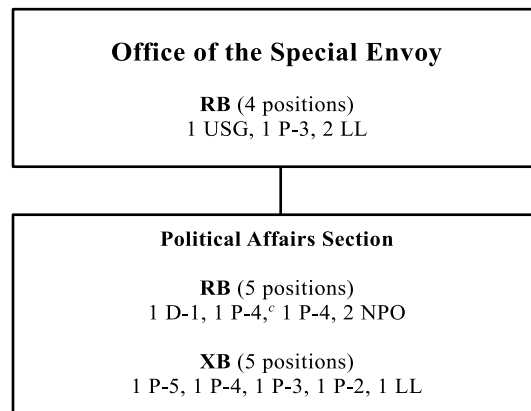 Office of the Special Envoy
RB (4 positions)
1 USG, 1 P-3, 2 LL
Political Affairs Section
RB (5 positions)
1 D-1, 1 P-4,c 1 P-4, 2 NPO
XB (5 positions)
1 P-5, 1 P-4, 1 P-3, 1 P-2, 1 LL